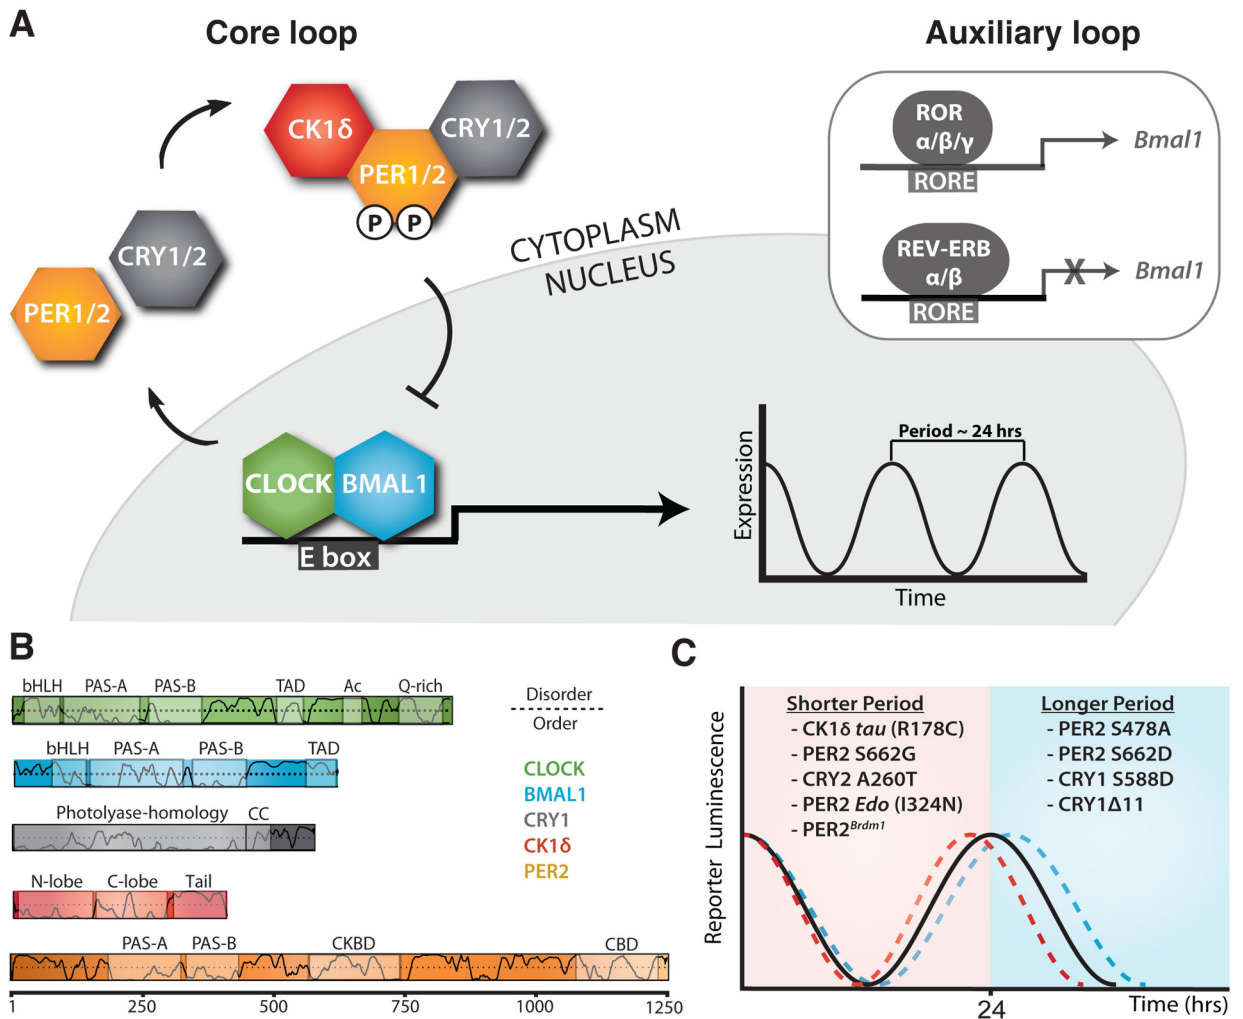 A
Core loop
Auxiliary loop
CK1δ
CRY1/2
PER1/2
P P
CRY1/2
PER1/2
CYTOPLASM
NUCLEUS
ROR
α/β/γ
RORE
Bmal1
REV-ERB
α/β
RORE
X
Bmal1
CLOCK BMAL1
E box
Expression
Period ~ 24 hrs
Time
B
bHLH PAS-A PAS-B TAD Ac Q-rich
bHLH PAS-A PAS-B TAD
Photolyase-homology CC
N-lobe C-lobe Tail
PAS-A PAS-B CKBD CBD
1 250 500 750 1000 1250
Disorder
Order
CLOCK
BMAL1
CRY1
CK1δ
PER2
C
Reporter Luminescence
Shorter Period
- CK1δ tau (R178C)
- PER2 S662G
- CRY2 A260T
- PER2 Edo (I324N)
- PER2Brdm1
Longer Period
- PER2 S478A
- PER2 S662D
- CRY1 S588D
- CRY1Δ11
24
Time (hrs)